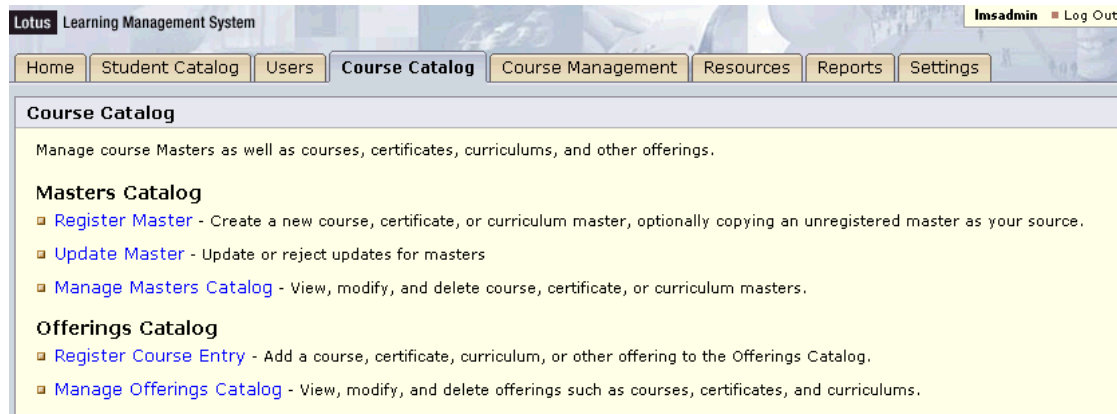 Lotus Learning Management System
lmsadmin Log Out
Home Student Catalog Users Course Catalog Course Management Resources Reports Settings
Course Catalog
Manage course Masters as well as courses, certificates, curriculums, and other offerings.
Masters Catalog
Register Master - Create a new course, certificate, or curriculum master, optionally copying an unregistered master as your source.
Update Master - Update or reject updates for masters
Manage Masters Catalog - View, modify, and delete course, certificate, or curriculum masters.
Offerings Catalog
Register Course Entry - Add a course, certificate, curriculum, or other offering to the Offerings Catalog.
Manage Offerings Catalog - View, modify, and delete offerings such as courses, certificates, and curriculums.